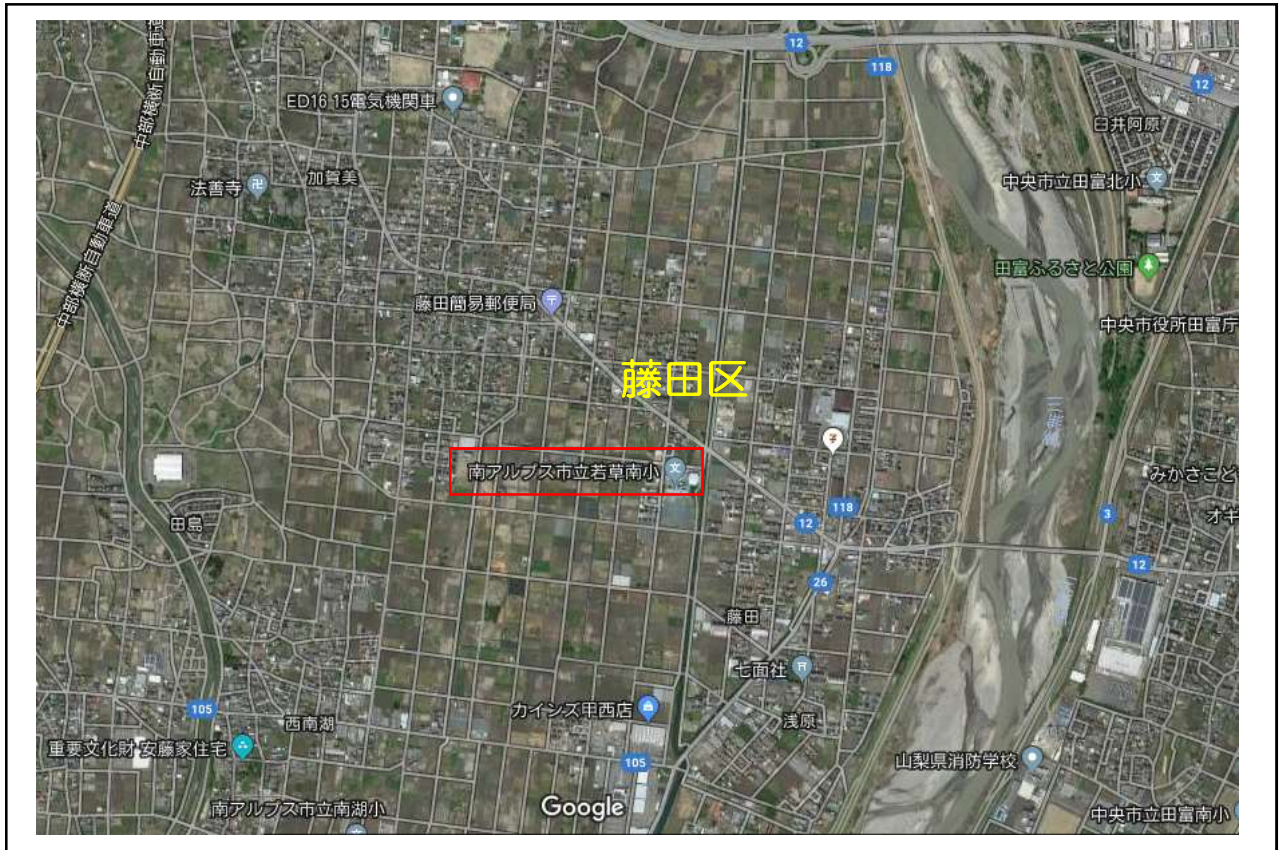 12
118
12
ED16 15電気機関車
臼井阿原
中部横断自動車道
法善寺
加賀美
中央市立田富北小
田富ふるさと公園
中部横断自動車道
藤田簡易郵便局
中央市役所田富庁
藤田区
南アルプス市立若草南小
みかさこど
118
3
オギ
田島
12
12
26
藤田
七面社
105
西南湖
カインズ甲西店
浅原
重要文化財 安藤家住宅
105
山梨県消防学校
南アルプス市立南湖小
Google
中央市立田富南小